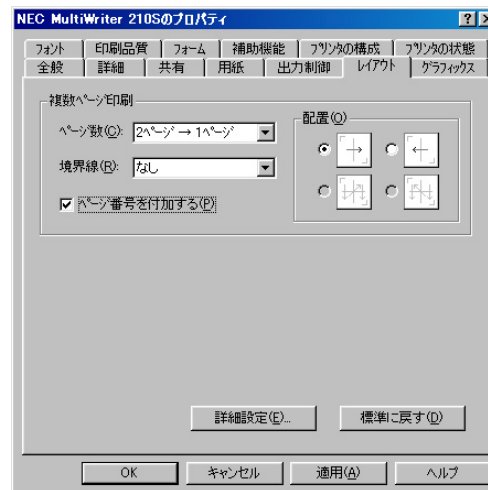 NEC MultiWriter 210Sのプロパティ
フォント 印刷品質 フォーム 補助機能 プリンタの構成 プリンタの状態
全般 詳細 共有 用紙 出力制御 レイアウト グラフィックス
複数ページ印刷
ページ数(C): 2ページ → 1ページ
配置(O)
境界線(R): なし
ページ番号を付加する(P)
詳細設定(E)... 標準に戻す(D)
OK キャンセル 適用(A) ヘルプ